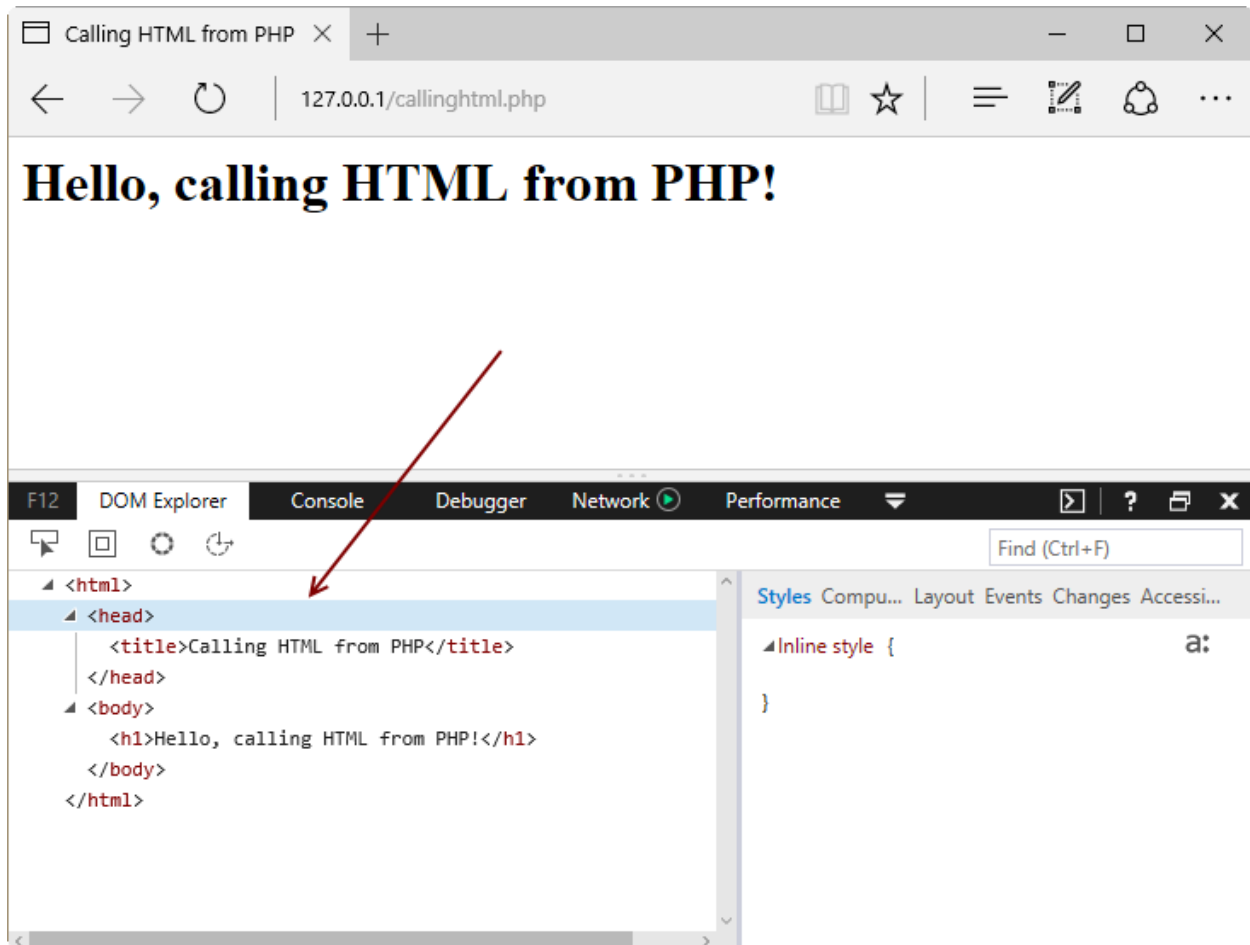 Calling HTML from PHP
127.0.0.1/callinghtml.php
Hello, calling HTML from PHP!
F12 DOM Explorer Console Debugger Network Performance ?
Find (Ctrl+F)
<html>
<head>
<title>Calling HTML from PHP</title>
</head>
<body>
<h1>Hello, calling HTML from PHP!</h1>
</body>
</html>
Styles Compu... Layout Events Changes Accessi...
Inline style {
a:
}